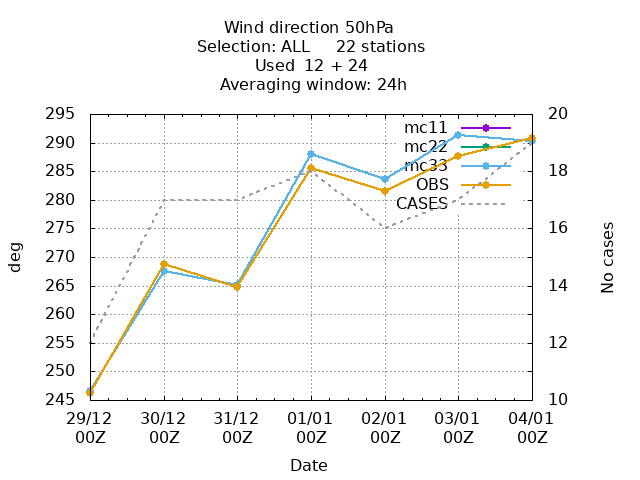 Wind direction 50hPa
Selection: ALL 22 stations
Used 12 + 24
Averaging window: 24h
295
290
285
280
275
270
265
260
255
250
245
deg
20
18
16
14
12
10
No cases
mc11
mc22
mc33
OBS
CASES
29/12 30/12 31/12 01/01 02/01 03/01 04/01
00Z 00Z 00Z 00Z 00Z 00Z 00Z
Date